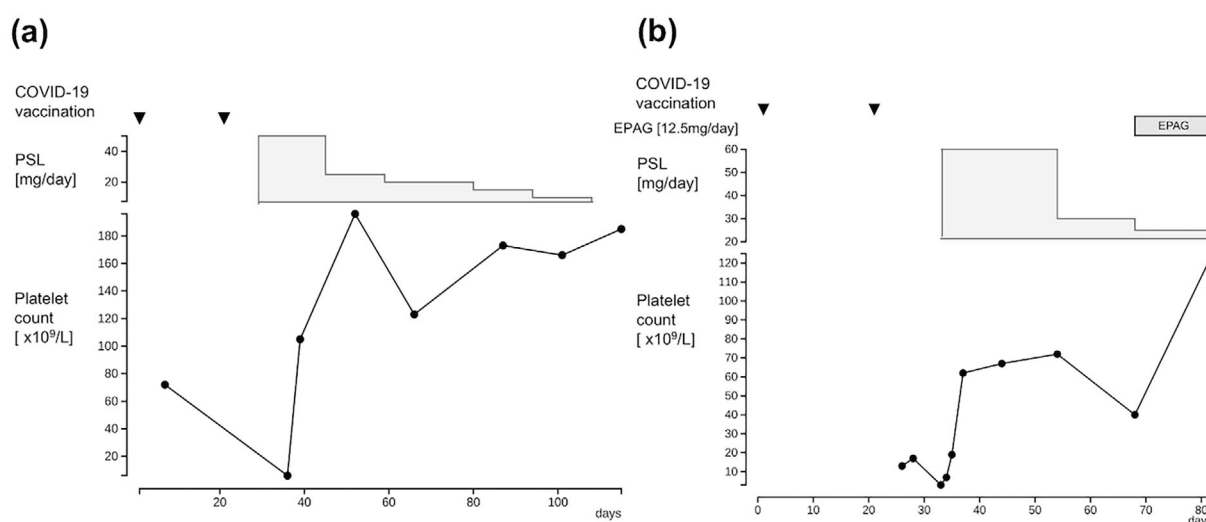 (a)
COVID-19
vaccination
PSL
[mg/day]
40
20
Platelet
count
[ x10⁹/L]
180
160
140
120
100
80
60
40
20
20 40 60 80 100
days
(b)
COVID-19
vaccination
EPAG [12.5mg/day]
EPAG
PSL
[mg/day]
60
50
40
30
20
Platelet
count
[ x10⁹/L]
120
110
100
90
80
70
60
50
40
30
20
10
0 10 20 30 40 50 60 70 80
day